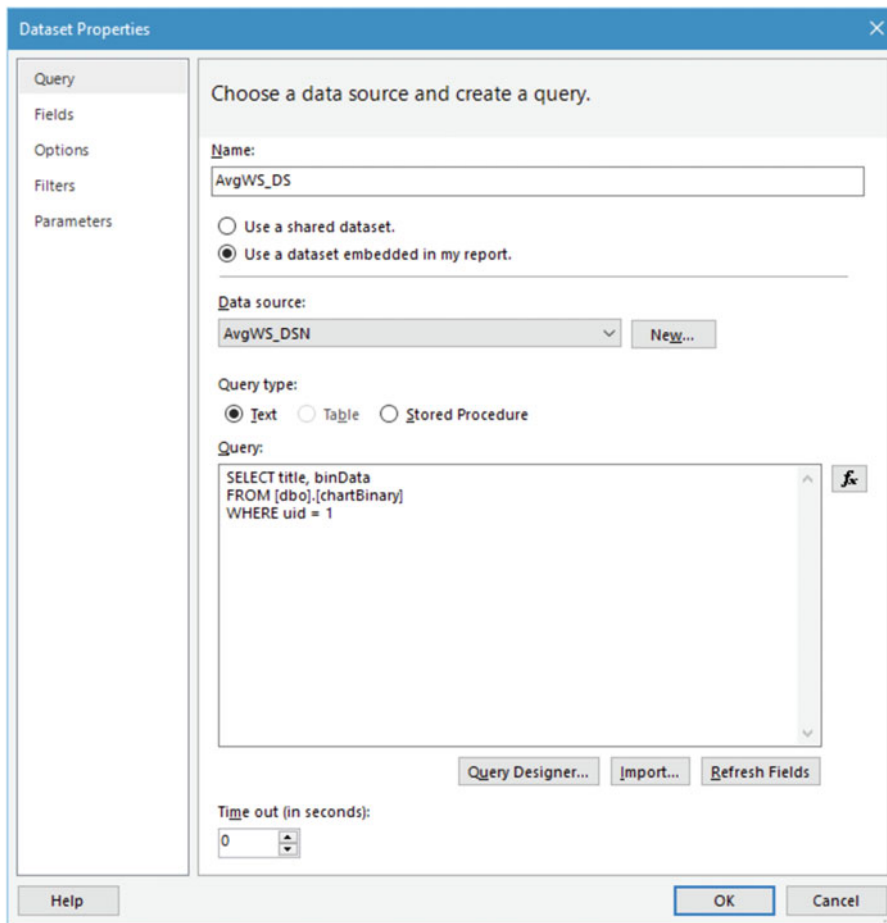 Dataset Properties
Query
Fields
Options
Filters
Parameters
Choose a data source and create a query.
Name:
AvgWS_DS
Use a shared dataset.
Use a dataset embedded in my report.
Data source:
AvgWS_DSN
New...
Query type:
Text Table Stored Procedure
Query:
SELECT title, binData
FROM [dbo].[chartBinary]
WHERE uid = 1
fx
Query Designer... Import... Refresh Fields
Time out (in seconds):
0
Help OK Cancel